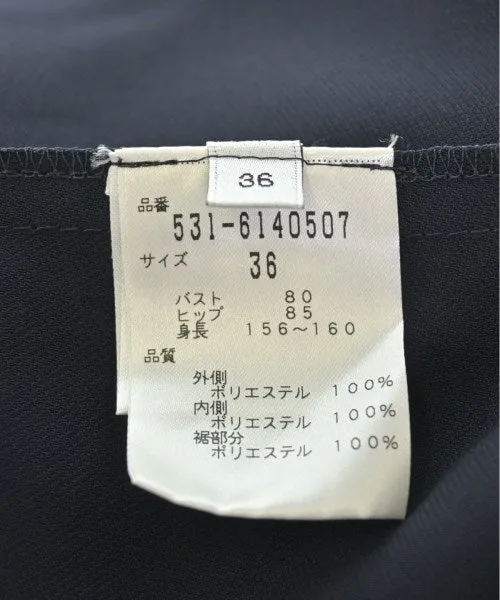 36
品番
531-6140507
サイズ 36
バスト 80
ヒップ 85
身長 156～160
品質
外側
ポリエステル 100%
内側
ポリエステル 100%
裾部分
ポリエステル 100%